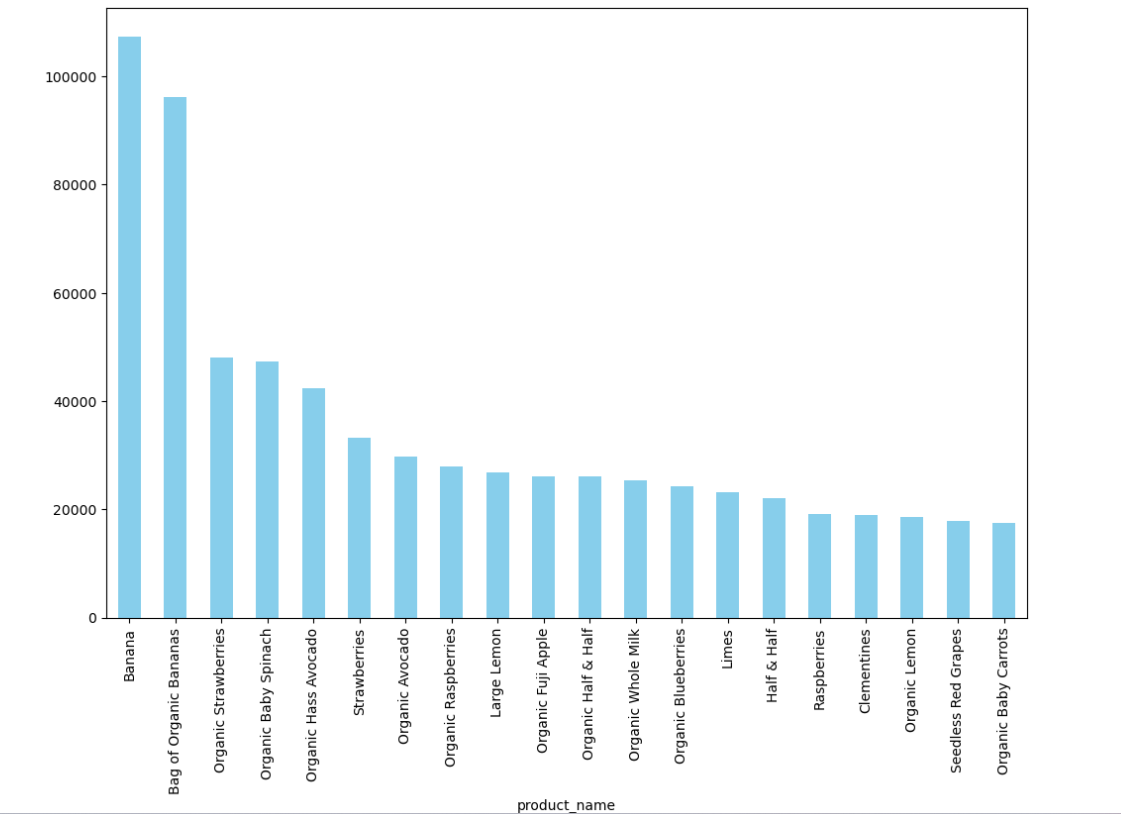 100000
80000
60000
40000
20000
0
Banana
Bag of Organic Bananas
Organic Strawberries
Organic Baby Spinach
Organic Hass Avocado
Strawberries
Organic Avocado
Organic Raspberries
Large Lemon
Organic Fuji Apple
Organic Half & Half
Organic Whole Milk
Organic Blueberries
Limes
Half & Half
Raspberries
Clementines
Organic Lemon
Seedless Red Grapes
Organic Baby Carrots
product_name